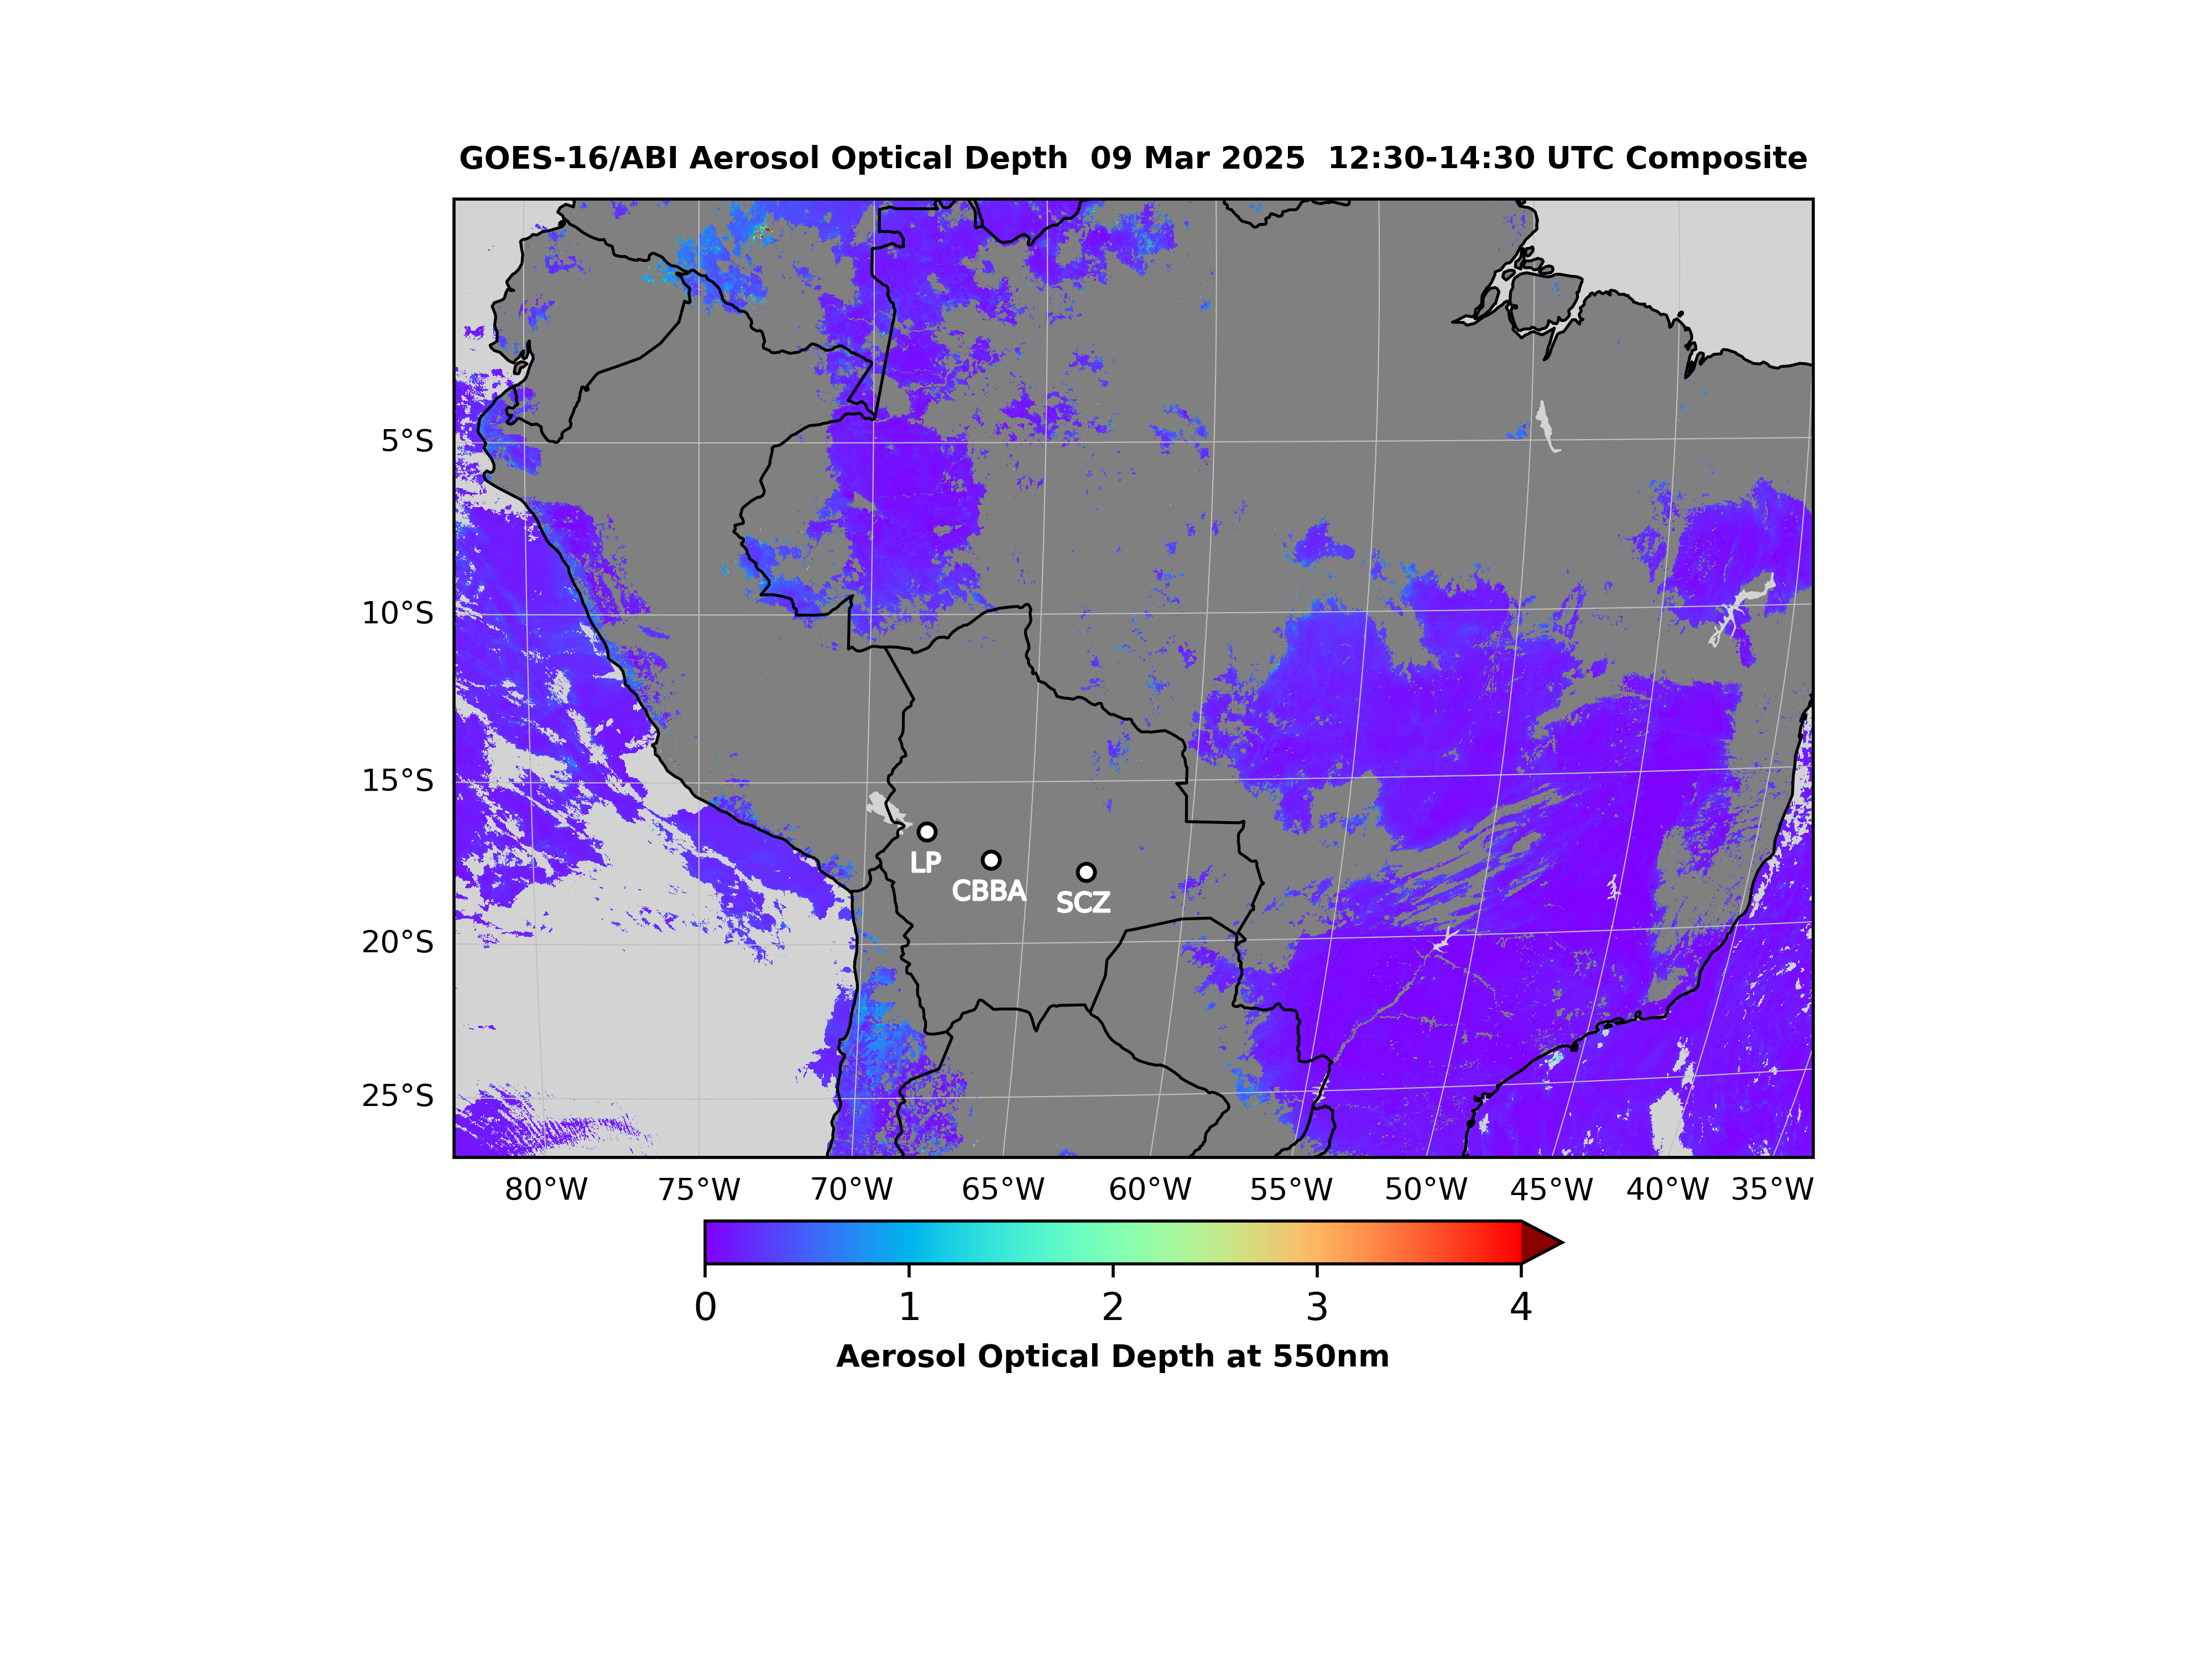 GOES-16/ABI Aerosol Optical Depth  09 Mar 2025  12:30-14:30 UTC Composite
5°S
10°S
15°S
20°S
25°S
LP
CBBA
SCZ
80°W 75°W 70°W 65°W 60°W 55°W 50°W 45°W 40°W 35°W
0 1 2 3 4
Aerosol Optical Depth at 550nm